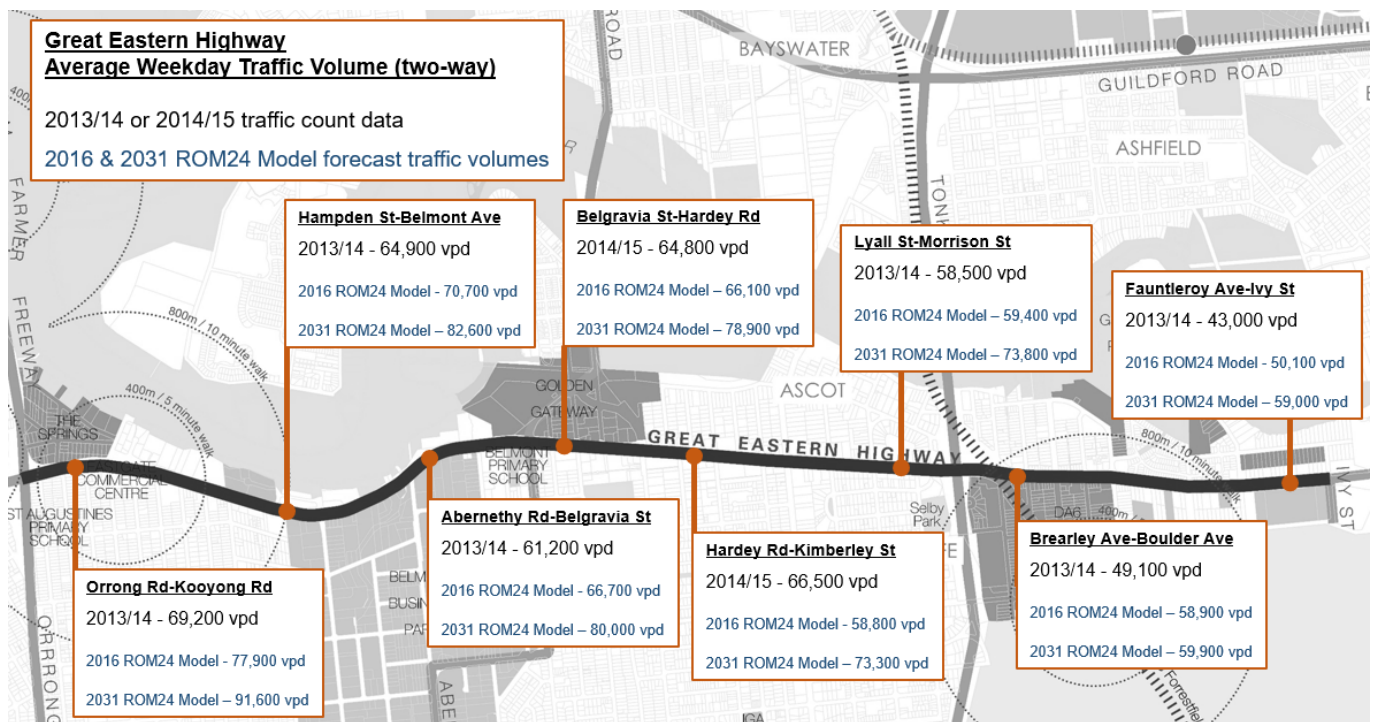 Great Eastern Highway
Average Weekday Traffic Volume (two-way)
2013/14 or 2014/15 traffic count data
2016 & 2031 ROM24 Model forecast traffic volumes
ROAD
BAYSWATER
GUILDFORD ROAD
ASHFIELD
FARMER
FREEWAY
Hampden St-Belmont Ave
2013/14 - 64,900 vpd
2016 ROM24 Model - 70,700 vpd
2031 ROM24 Model – 82,600 vpd
Belgravia St-Hardey Rd
2014/15 - 64,800 vpd
2016 ROM24 Model – 66,100 vpd
2031 ROM24 Model – 78,900 vpd
Lyall St-Morrison St
2013/14 - 58,500 vpd
2016 ROM24 Model – 59,400 vpd
2031 ROM24 Model – 73,800 vpd
Fauntleroy Ave-Ivy St
2013/14 - 43,000 vpd
2016 ROM24 Model – 50,100 vpd
2031 ROM24 Model – 59,000 vpd
800m / 10 minute walk
400m / 5 minute walk
THE
SPRINGS
EASTGATE
COMMERCIAL
CENTRE
ST AUGUSTINES
PRIMARY
SCHOOL
GOLDEN
GATEWAY
BELMONT
PRIMARY
SCHOOL
ASCOT
GREAT EASTERN HIGHWAY
Selby
Park
DA6
800m / 10 minute walk
IVY ST
Orrong Rd-Kooyong Rd
2013/14 - 69,200 vpd
2016 ROM24 Model – 77,900 vpd
2031 ROM24 Model – 91,600 vpd
Abernethy Rd-Belgravia St
2013/14 - 61,200 vpd
2016 ROM24 Model - 66,700 vpd
2031 ROM24 Model – 80,000 vpd
Hardey Rd-Kimberley St
2014/15 - 66,500 vpd
2016 ROM24 Model – 58,800 vpd
2031 ROM24 Model – 73,300 vpd
Brearley Ave-Boulder Ave
2013/14 - 49,100 vpd
2016 ROM24 Model – 58,900 vpd
2031 ROM24 Model – 59,900 vpd
IGA